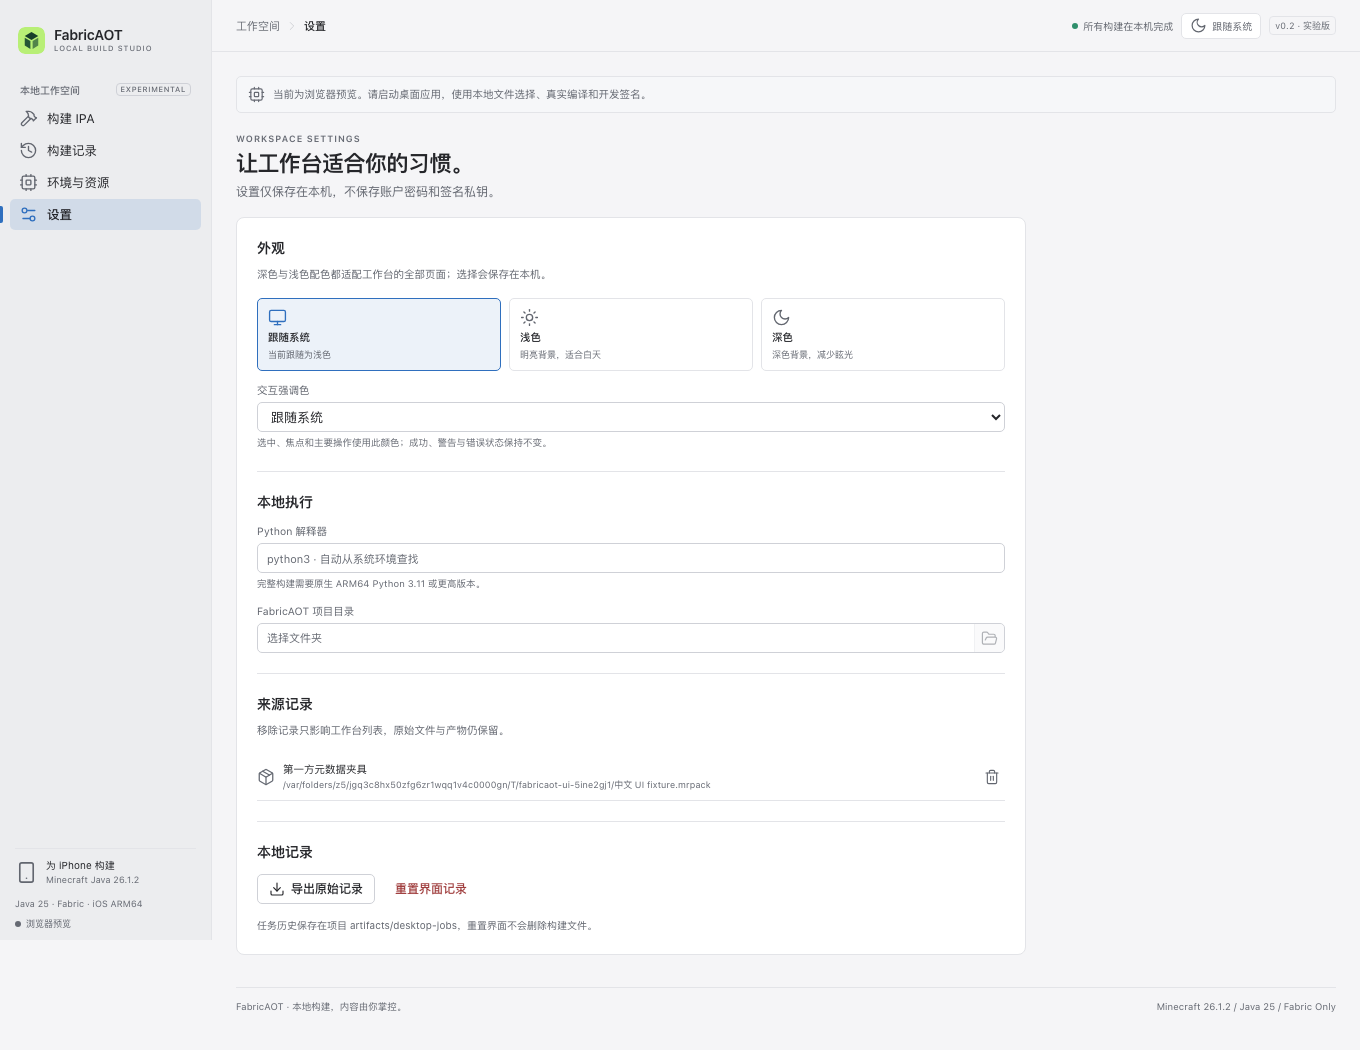 FabricAOT
LOCAL BUILD STUDIO
本地工作空间
EXPERIMENTAL
构建 IPA
构建记录
环境与资源
设置
为 iPhone 构建
Minecraft Java 26.1.2
Java 25 · Fabric · iOS ARM64
浏览器预览
工作空间
设置
所有构建在本机完成
跟随系统
v0.2 · 实验版
当前为浏览器预览。请启动桌面应用，使用本地文件选择、真实编译和开发签名。
WORKSPACE SETTINGS
让工作台适合你的习惯。
设置仅保存在本机，不保存账户密码和签名私钥。
外观
深色与浅色配色都适配工作台的全部页面；选择会保存在本机。
跟随系统
当前跟随为浅色
浅色
明亮背景，适合白天
深色
深色背景，减少眩光
交互强调色
跟随系统
选中、焦点和主要操作使用此颜色；成功、警告与错误状态保持不变。
本地执行
Python 解释器
python3 · 自动从系统环境查找
完整构建需要原生 ARM64 Python 3.11 或更高版本。
FabricAOT 项目目录
选择文件夹
来源记录
移除记录只影响工作台列表，原始文件与产物仍保留。
第一方元数据夹具
/var/folders/z5/jgq3c8hx50zfg6zr1wqq1v4c0000gn/T/fabricaot-ui-5ine2gj1/中文 UI fixture.mrpack
本地记录
导出原始记录
重置界面记录
任务历史保存在项目 artifacts/desktop-jobs，重置界面不会删除构建文件。
FabricAOT · 本地构建，内容由你掌控。
Minecraft 26.1.2 / Java 25 / Fabric Only